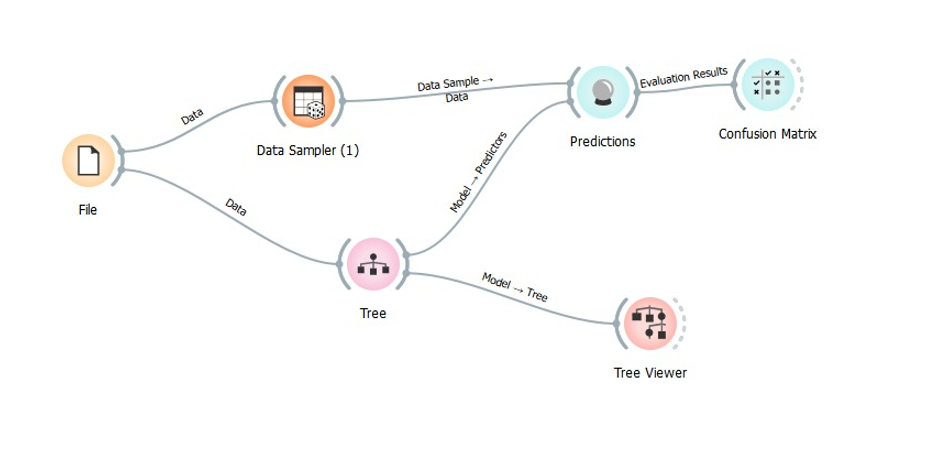 Data
Data Sampler (1)
Data Sample →
Data
Evaluation Results
Predictions
Confusion Matrix
File
Data
Model → Predictors
Tree
Model → Tree
Tree Viewer